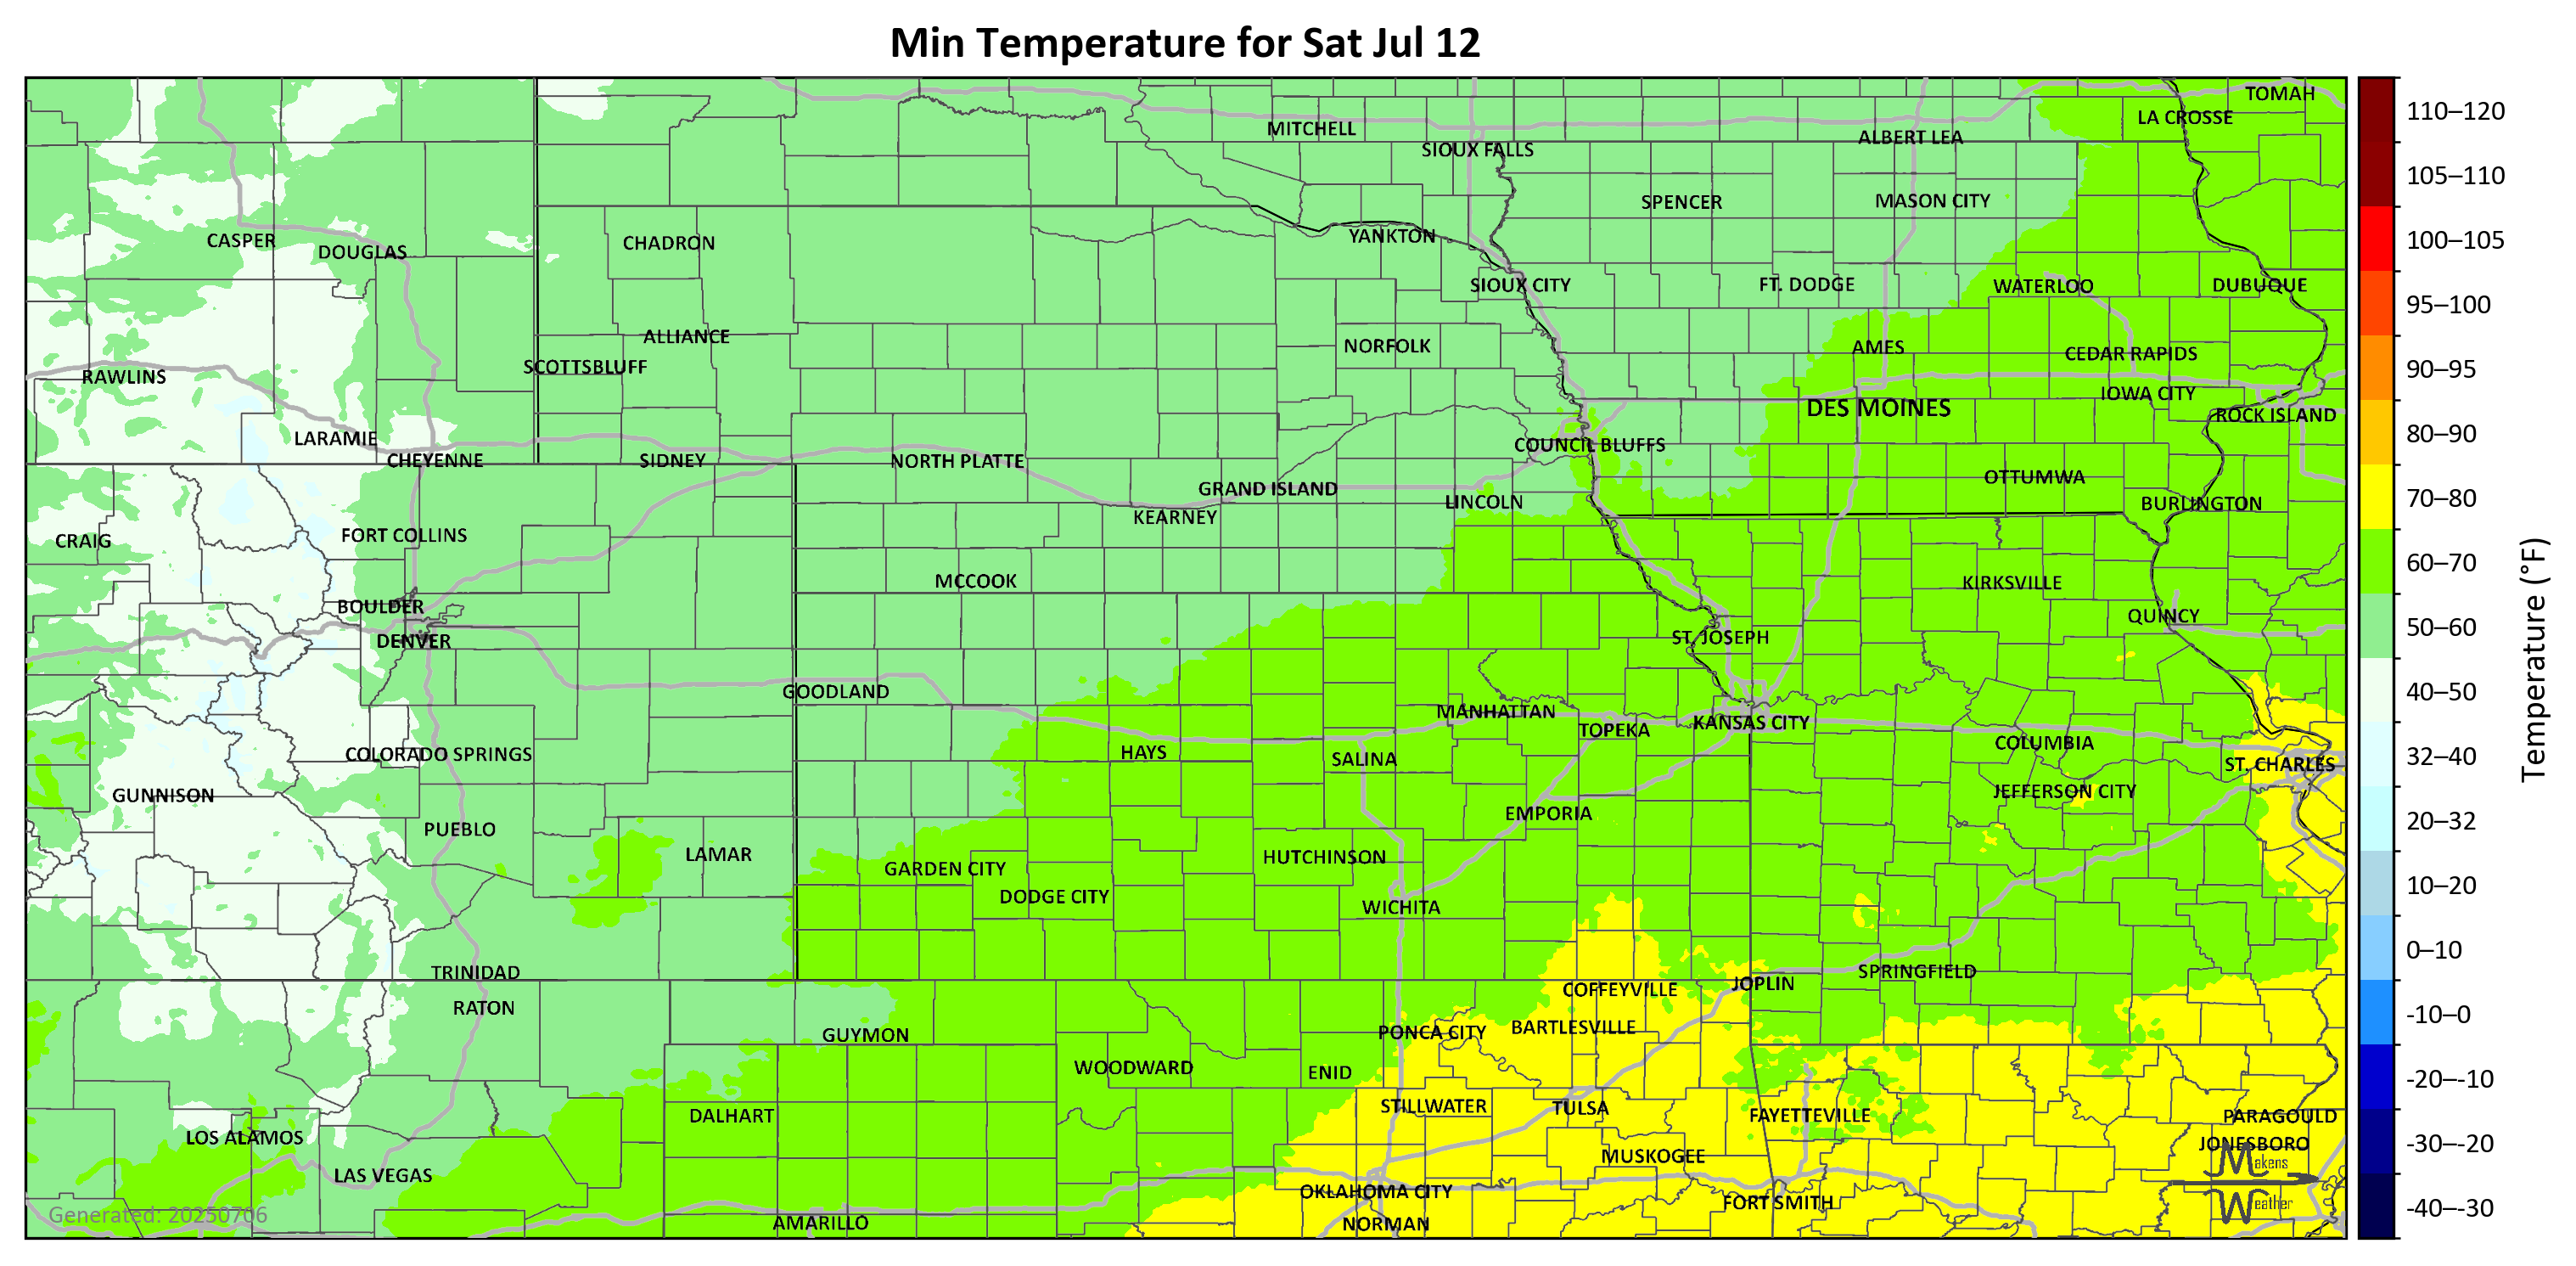 Min Temperature for Sat Jul 12
TOMAH
LA CROSSE
MITCHELL
ALBERT LEA
SIOUX FALLS
SPENCER
MASON CITY
CASPER
DOUGLAS
CHADRON
YANKTON
SIOUX CITY
FT. DODGE
WATERLOO
DUBUQUE
ALLIANCE
NORFOLK
AMES
CEDAR RAPIDS
SCOTTSBLUFF
RAWLINS
IOWA CITY
DES MOINES
ROCK ISLAND
LARAMIE
COUNCIL BLUFFS
CHEYENNE
SIDNEY
NORTH PLATTE
OTTUMWA
GRAND ISLAND
LINCOLN
BURLINGTON
KEARNEY
FORT COLLINS
CRAIG
MCCOOK
KIRKSVILLE
BOULDER
QUINCY
DENVER
ST. JOSEPH
GOODLAND
MANHATTAN
KANSAS CITY
TOPEKA
COLUMBIA
COLORADO SPRINGS
HAYS
SALINA
ST. CHARLES
GUNNISON
JEFFERSON CITY
EMPORIA
PUEBLO
LAMAR
HUTCHINSON
GARDEN CITY
DODGE CITY
WICHITA
TRINIDAD
SPRINGFIELD
JOPLIN
COFFEYVILLE
RATON
BARTLESVILLE
PONCA CITY
GUYMON
WOODWARD
ENID
STILLWATER
TULSA
DALHART
FAYETTEVILLE
PARAGOULD
LOS ALAMOS
JONESBORO
MUSKOGEE
LAS VEGAS
OKLAHOMA CITY
FORT SMITH
AMARILLO
NORMAN
Generated: 20250706
Makens
Weather
110–120
105–110
100–105
95–100
90–95
80–90
70–80
60–70
50–60
40–50
32–40
20–32
10–20
0–10
-10–0
-20–-10
-30–-20
-40–-30
Temperature (°F)